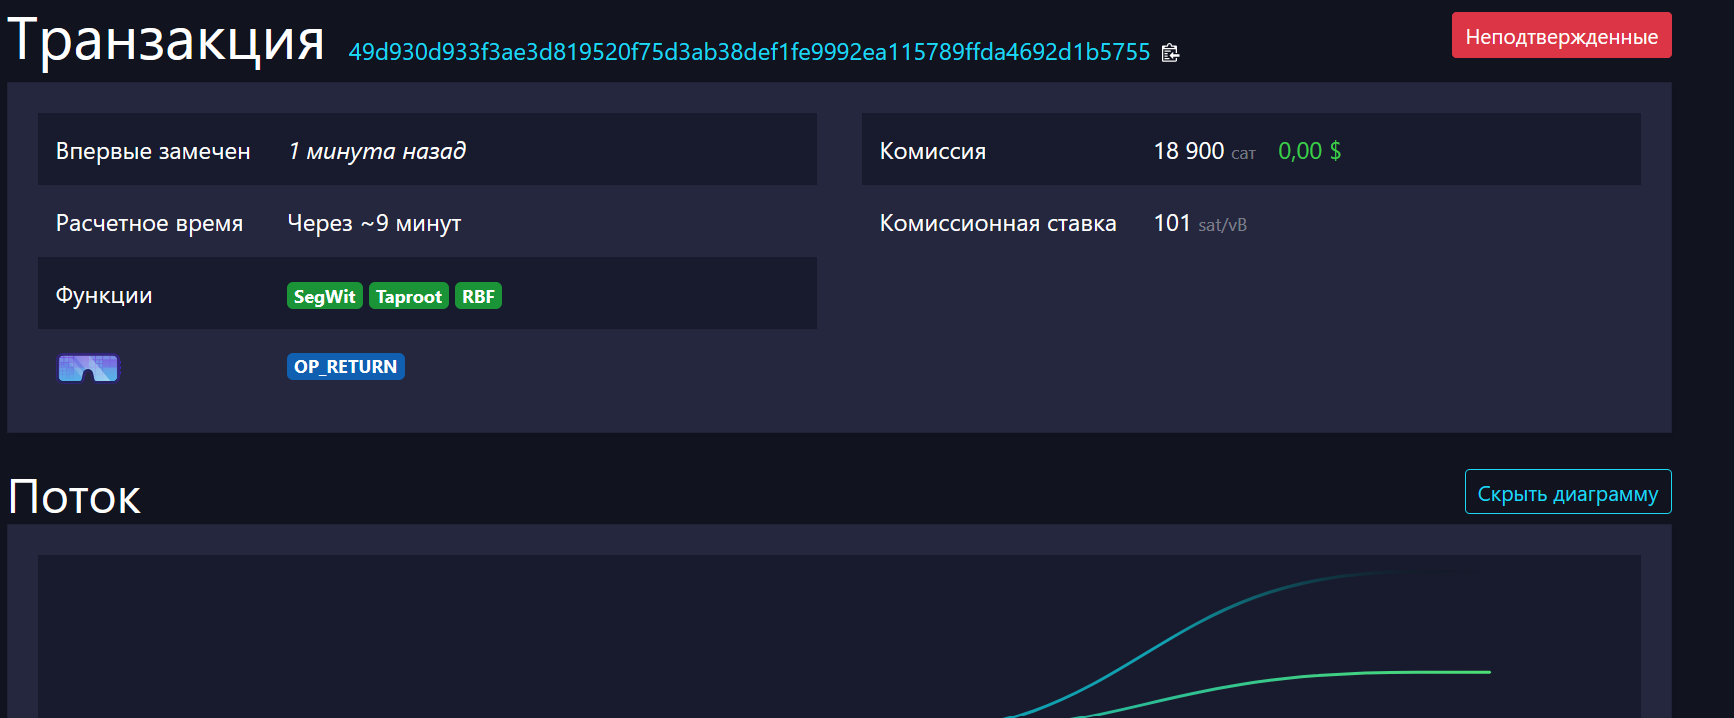 Транзакция 49d930d933f3ae3d819520f75d3ab38def1fe9992ea115789ffda4692d1b5755 Неподтвержденные
Впервые замечен 1 минута назад
Комиссия 18 900 сат 0,00 $
Расчетное время Через ~9 минут
Комиссионная ставка 101 sat/vB
Функции SegWit Taproot RBF
OP_RETURN
Поток Скрыть диаграмму